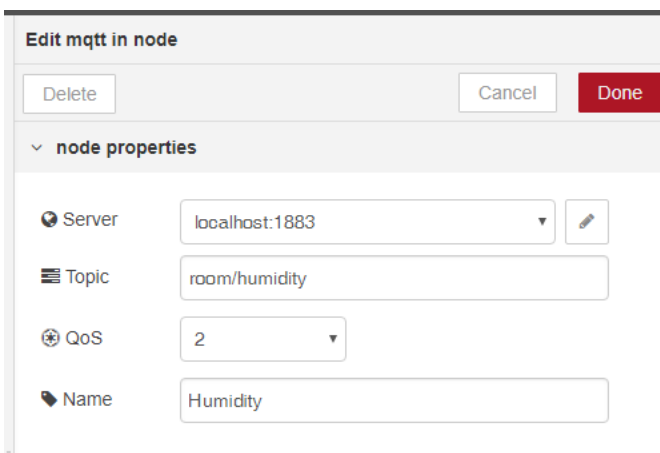 Edit mqtt in node
Delete Cancel Done
node properties
Server localhost:1883
Topic room/humidity
QoS 2
Name Humidity